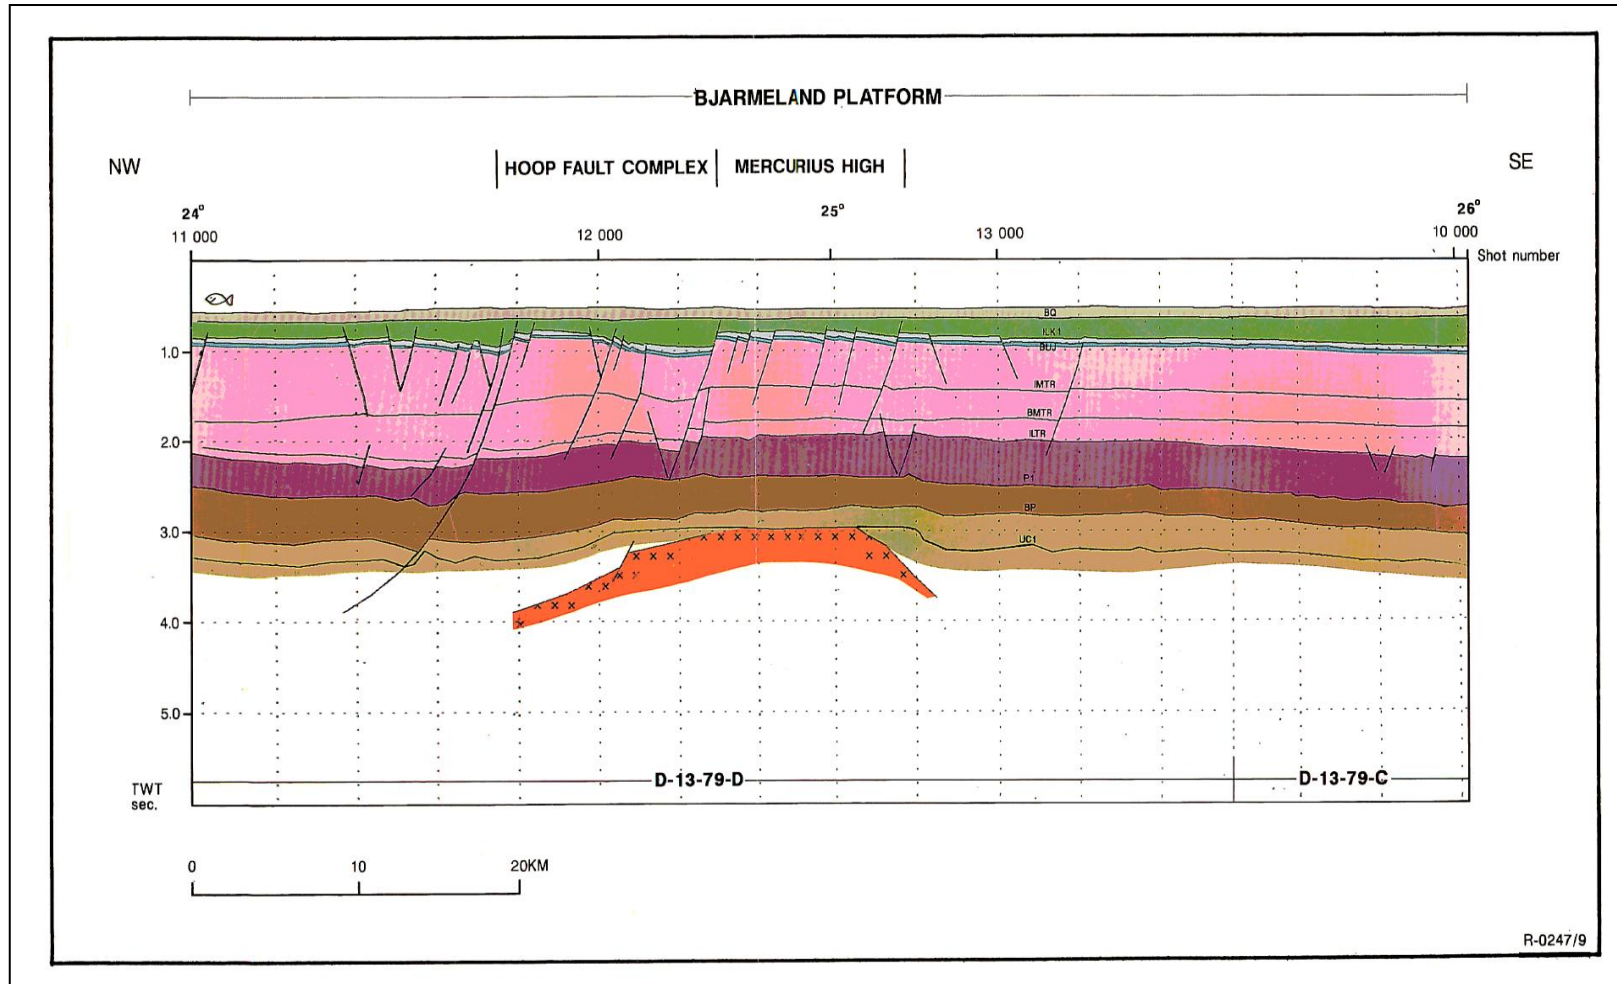 BJARMELAND PLATFORM
NW
HOOP FAULT COMPLEX
MERCURIUS HIGH
SE
24°
25°
26°
11 000
12 000
13 000
10 000
Shot number
BQ
ILK1
BUJ
1.0
IMTR
BMTR
2.0
ILTR
P1
BP
3.0
UC1
4.0
5.0
D-13-79-D
D-13-79-C
TWT
sec.
0
10
20KM
R-0247/9